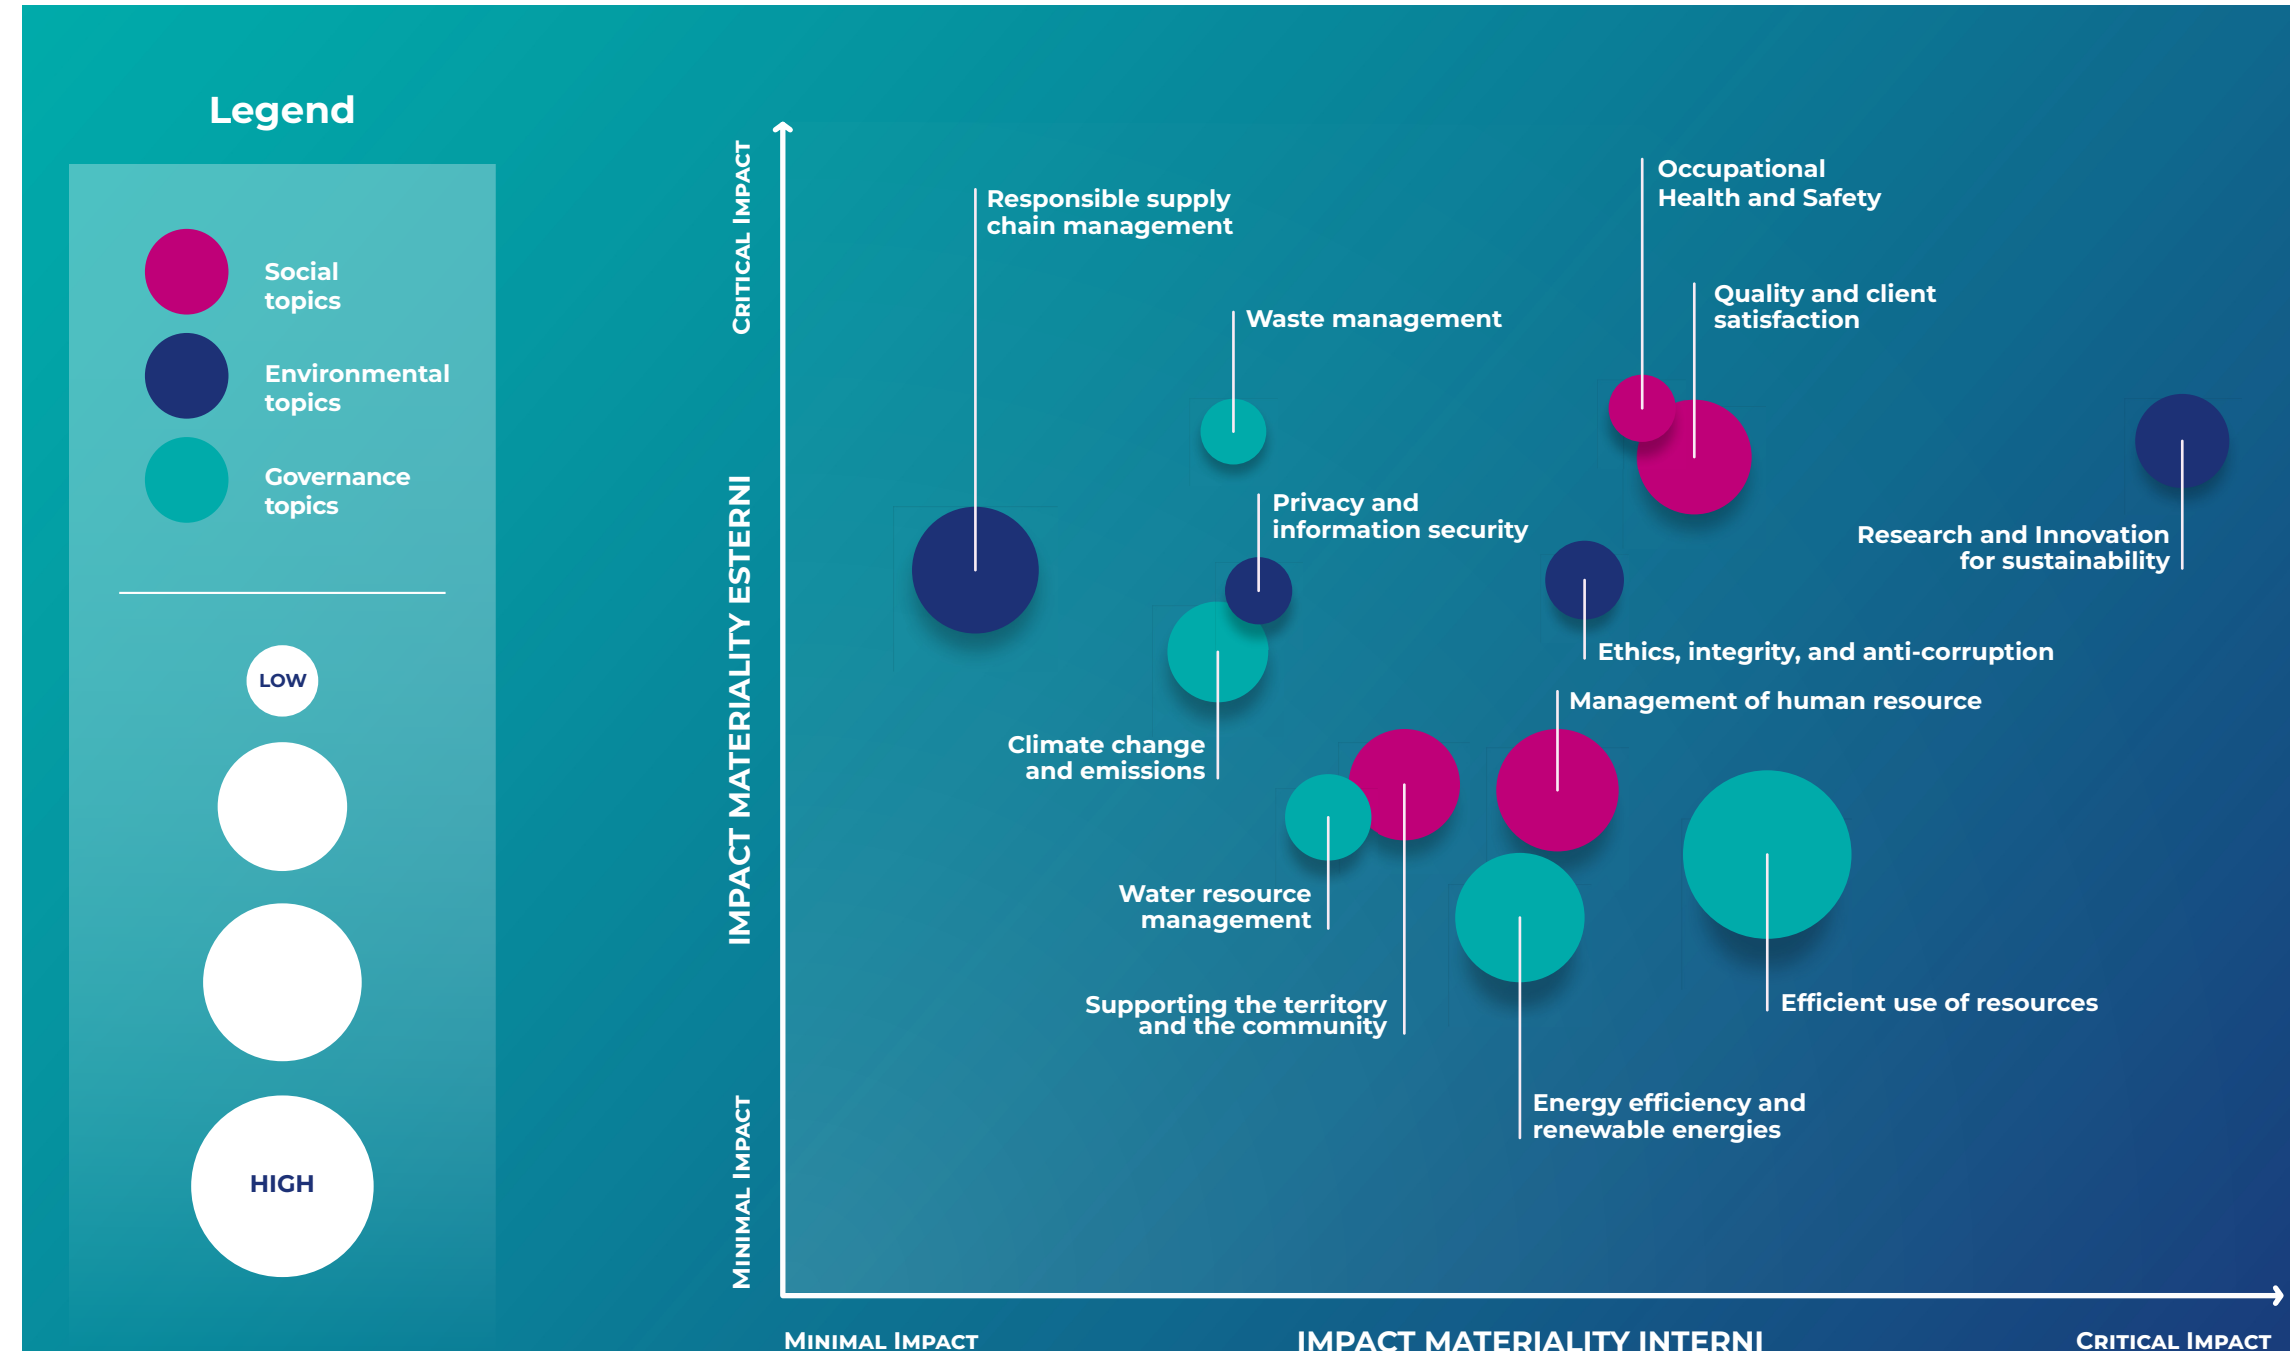 Legend
Social
topics
Environmental
topics
Governance
topics
LOW
HIGH
CRITICAL IMPACT
IMPACT MATERIALITY ESTERNI
MINIMAL IMPACT
Responsible supply
chain management
Waste management
Occupational
Health and Safety
Quality and client
satisfaction
Privacy and
information security
Research and Innovation
for sustainability
Ethics, integrity, and anti-corruption
Management of human resource
Climate change
and emissions
Water resource
management
Supporting the territory
and the community
Efficient use of resources
Energy efficiency and
renewable energies
MINIMAL IMPACT
IMPACT MATERIALITY INTERNI
CRITICAL IMPACT